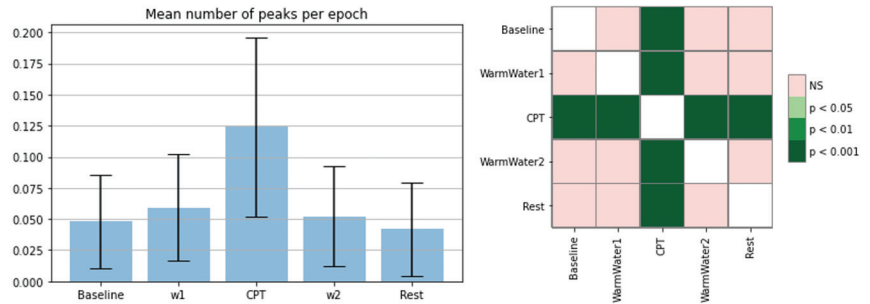 Mean number of peaks per epoch
0.200
0.175
0.150
0.125
0.100
0.075
0.050
0.025
0.000
Baseline w1 CPT w2 Rest
Baseline
WarmWater1
CPT
WarmWater2
Rest
Baseline
WarmWater1
CPT
WarmWater2
Rest
NS
p < 0.05
p < 0.01
p < 0.001